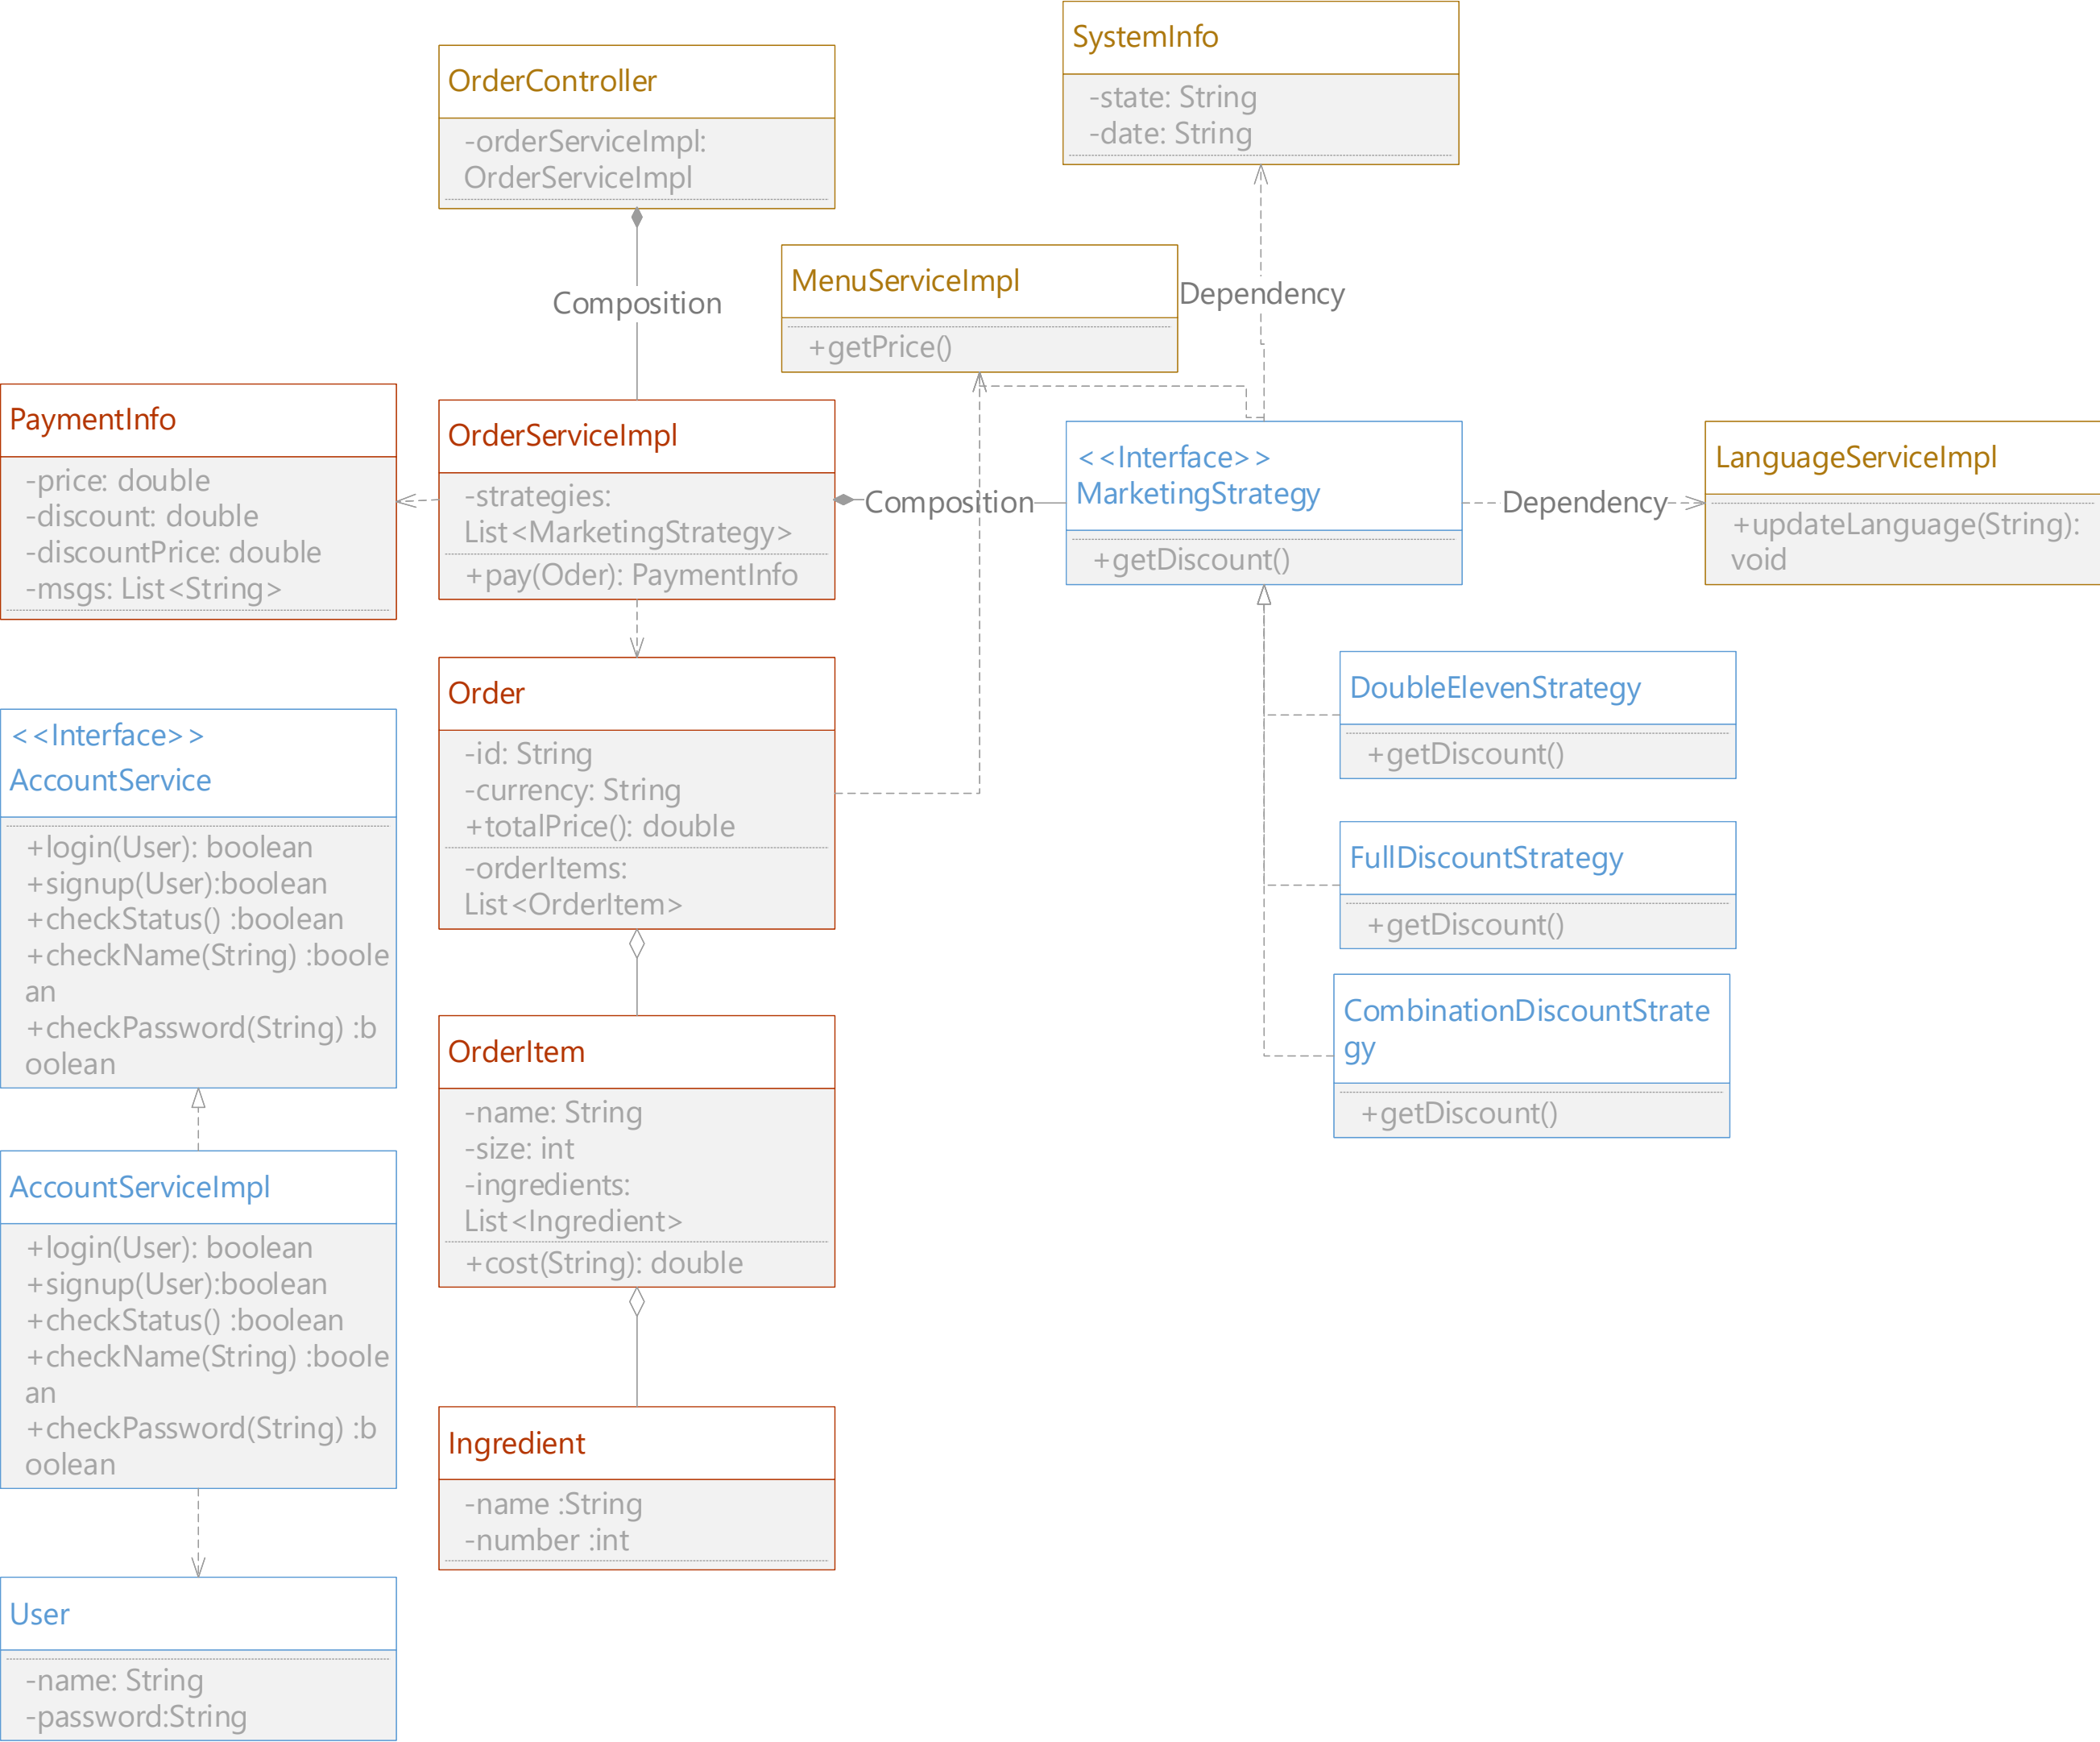 SystemInfo
-state: String
-date: String
OrderController
-orderServiceImpl:
OrderServiceImpl
Composition
MenuServiceImpl
+getPrice()
Dependency
PaymentInfo
-price: double
-discount: double
-discountPrice: double
-msgs: List<String>
OrderServiceImpl
-strategies:
List<MarketingStrategy>
+pay(Oder): PaymentInfo
Composition
<<Interface>>
MarketingStrategy
+getDiscount()
Dependency
LanguageServiceImpl
+updateLanguage(String):
void
Order
-id: String
-currency: String
+totalPrice(): double
-orderItems:
List<OrderItem>
DoubleElevenStrategy
+getDiscount()
FullDiscountStrategy
+getDiscount()
CombinationDiscountStrate
gy
+getDiscount()
<<Interface>>
AccountService
+login(User): boolean
+signup(User):boolean
+checkStatus() :boolean
+checkName(String) :boole
an
+checkPassword(String) :b
oolean
OrderItem
-name: String
-size: int
-ingredients:
List<Ingredient>
+cost(String): double
AccountServiceImpl
+login(User): boolean
+signup(User):boolean
+checkStatus() :boolean
+checkName(String) :boole
an
+checkPassword(String) :b
oolean
Ingredient
-name :String
-number :int
User
-name: String
-password:String